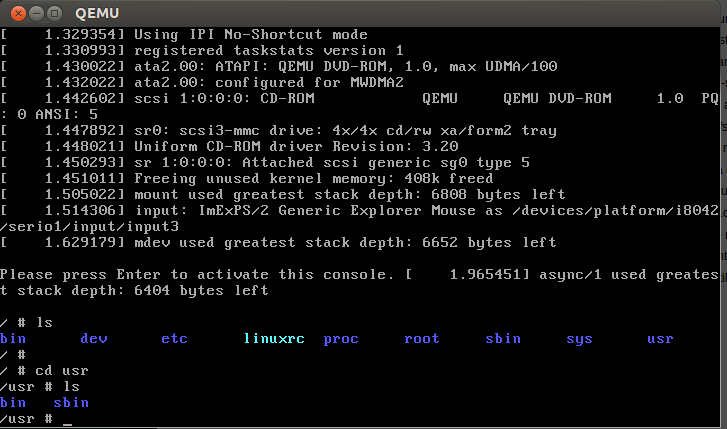 QEMU
[    1.329354] Using IPI No-Shortcut mode
[    1.330993] registered taskstats version 1
[    1.430022] ata2.00: ATAPI: QEMU DVD-ROM, 1.0, max UDMA/100
[    1.432022] ata2.00: configured for MWDMA2
[    1.442602] scsi 1:0:0:0: CD-ROM            QEMU     QEMU DVD-ROM     1.0  PQ
: 0 ANSI: 5
[    1.447892] sr0: scsi3-mmc drive: 4x/4x cd/rw xa/form2 tray
[    1.448021] Uniform CD-ROM driver Revision: 3.20
[    1.450293] sr 1:0:0:0: Attached scsi generic sg0 type 5
[    1.451011] Freeing unused kernel memory: 408k freed
[    1.505022] mount used greatest stack depth: 6808 bytes left
[    1.514306] input: ImExPS/2 Generic Explorer Mouse as /devices/platform/i8042
/serio1/input/input3
[    1.629179] mdev used greatest stack depth: 6652 bytes left
Please press Enter to activate this console. [    1.965451] async/1 used greates
t stack depth: 6404 bytes left
/ # ls
bin      dev      etc      linuxrc  proc     root     sbin     sys      usr
/ #
/ # cd usr
/usr # ls
bin   sbin
/usr # _